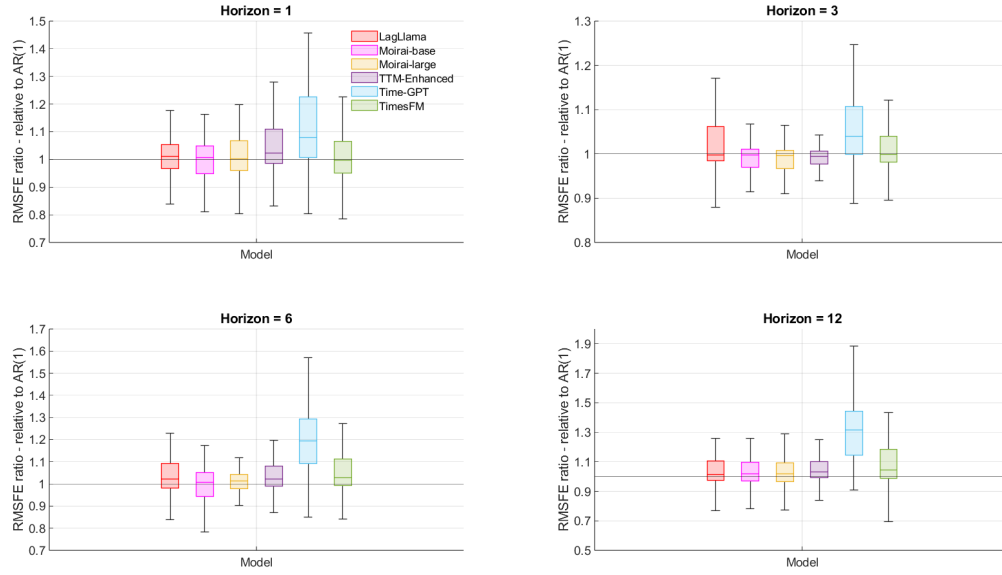 Horizon = 1
RMSFE ratio - relative to AR(1)
1.5
1.4
1.3
1.2
1.1
1
0.9
0.8
0.7
LagLlama
Moirai-base
Moirai-large
TTM-Enhanced
Time-GPT
TimesFM
Model
Horizon = 3
RMSFE ratio - relative to AR(1)
1.3
1.2
1.1
1
0.9
0.8
Model
Horizon = 6
RMSFE ratio - relative to AR(1)
1.7
1.6
1.5
1.4
1.3
1.2
1.1
1
0.9
0.8
0.7
Model
Horizon = 12
RMSFE ratio - relative to AR(1)
1.9
1.7
1.5
1.3
1.1
0.9
0.7
0.5
Model